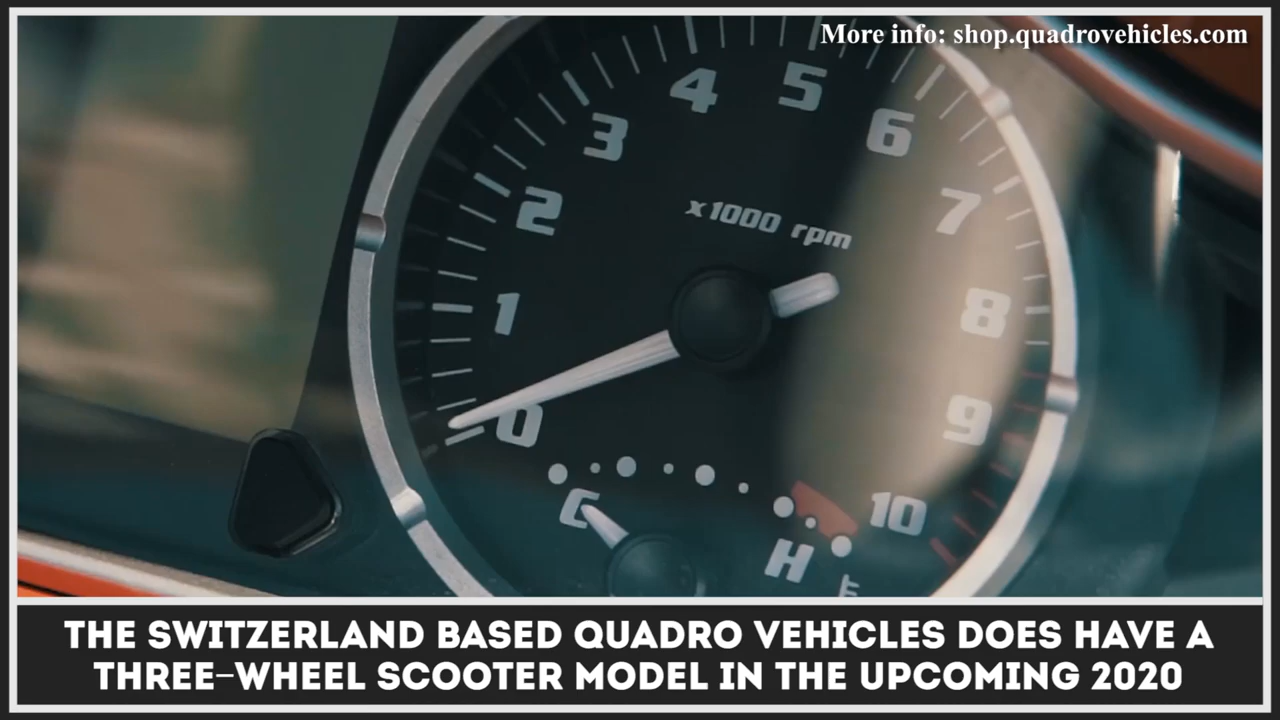 More info: shop.quadrovehicles.com
4 5
3 6
x1000 rpm
2 7
1 8
0 9
10
C H
THE SWITZERLAND BASED QUADRO VEHICLES DOES HAVE A
THREE-WHEEL SCOOTER MODEL IN THE UPCOMING 2020